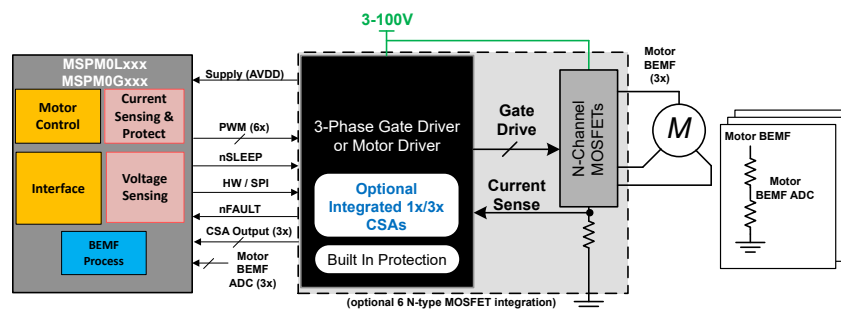 3-100V
MSPM0Lxxx
MSPM0Gxxx
Motor
Control
Current
Sensing &
Protect
Interface
Voltage
Sensing
BEMF
Process
Supply (AVDD)
PWM (6x)
nSLEEP
HW / SPI
nFAULT
CSA Output (3x)
Motor
BEMF
ADC (3x)
3-Phase Gate Driver
or Motor Driver
Optional
Integrated 1x/3x
CSAs
Built In Protection
(optional 6 N-type MOSFET integration)
Gate
Drive
Current
Sense
N-Channel
MOSFETs
Motor
BEMF
(3x)
M
Motor BEMF
Motor
BEMF ADC